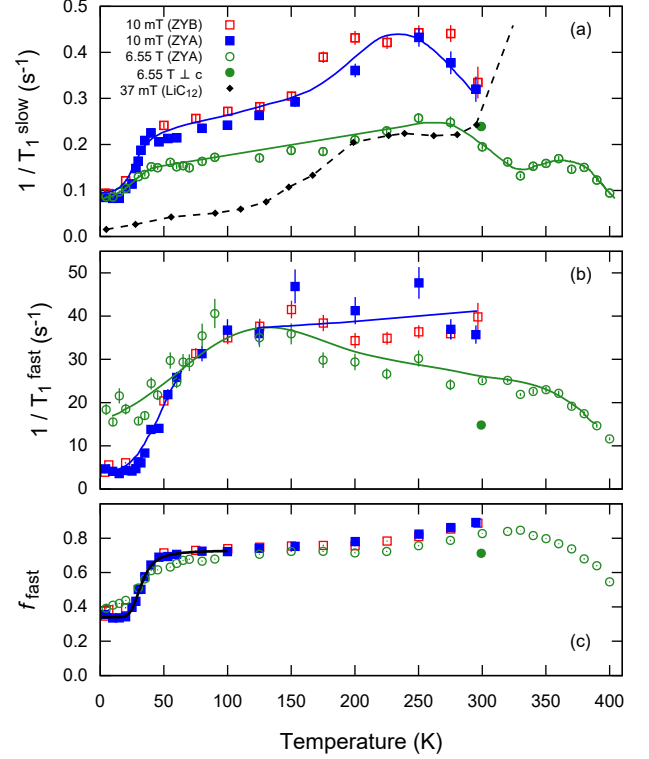 0.5
0.4
0.3
0.2
0.1
0.0
1 / T₁ ˢˡᵒʷ (s⁻¹)
10 mT (ZYB)
10 mT (ZYA)
6.55 T (ZYA)
6.55 T ⊥ c
37 mT (LiC₁₂)
(a)
50
40
30
20
10
0
1 / T₁ ᶠᵃˢᵗ (s⁻¹)
(b)
0.8
0.6
0.4
0.2
0.0
f fast
(c)
0 50 100 150 200 250 300 350 400
Temperature (K)